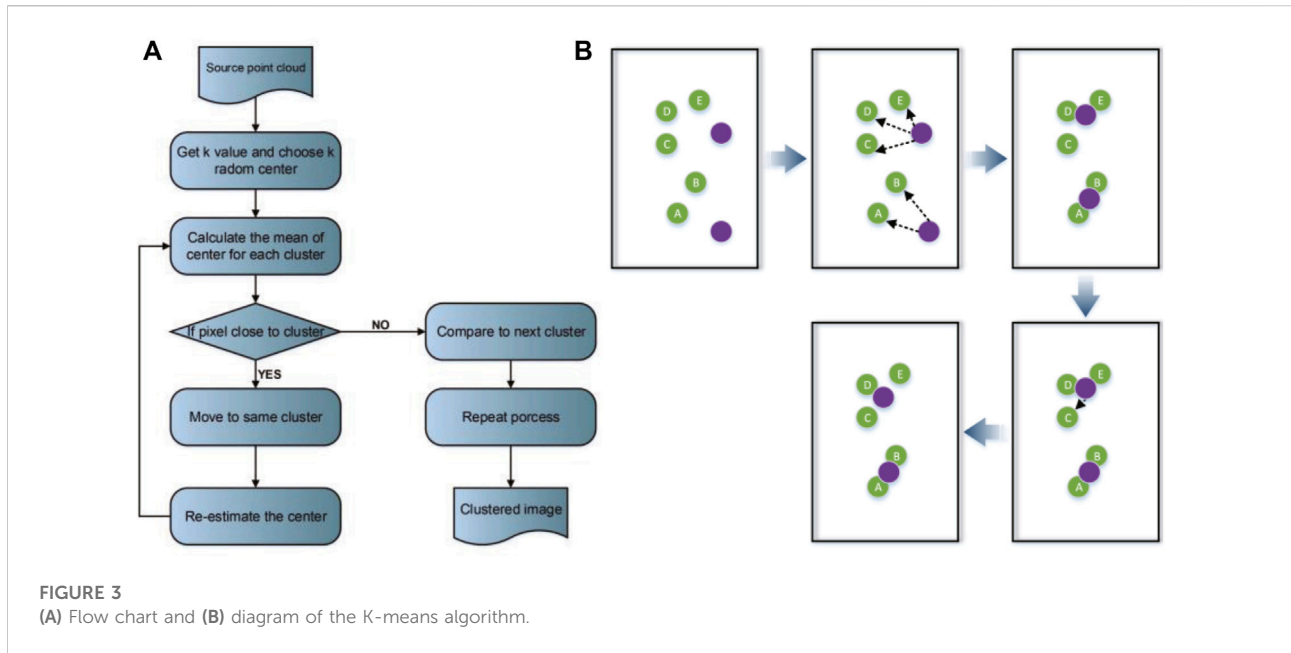 A
Source point cloud
Get k value and choose k
radom center
Calculate the mean of
center for each cluster
If pixel close to cluster
NO
Compare to next cluster
YES
Move to same cluster
Repeat porcess
Re-estimate the center
Clustered image
B
E
D
C
B
A
E
D
C
B
A
D
E
C
B
A
E
D
C
B
A
D
E
C
B
A
FIGURE 3
(A) Flow chart and (B) diagram of the K-means algorithm.